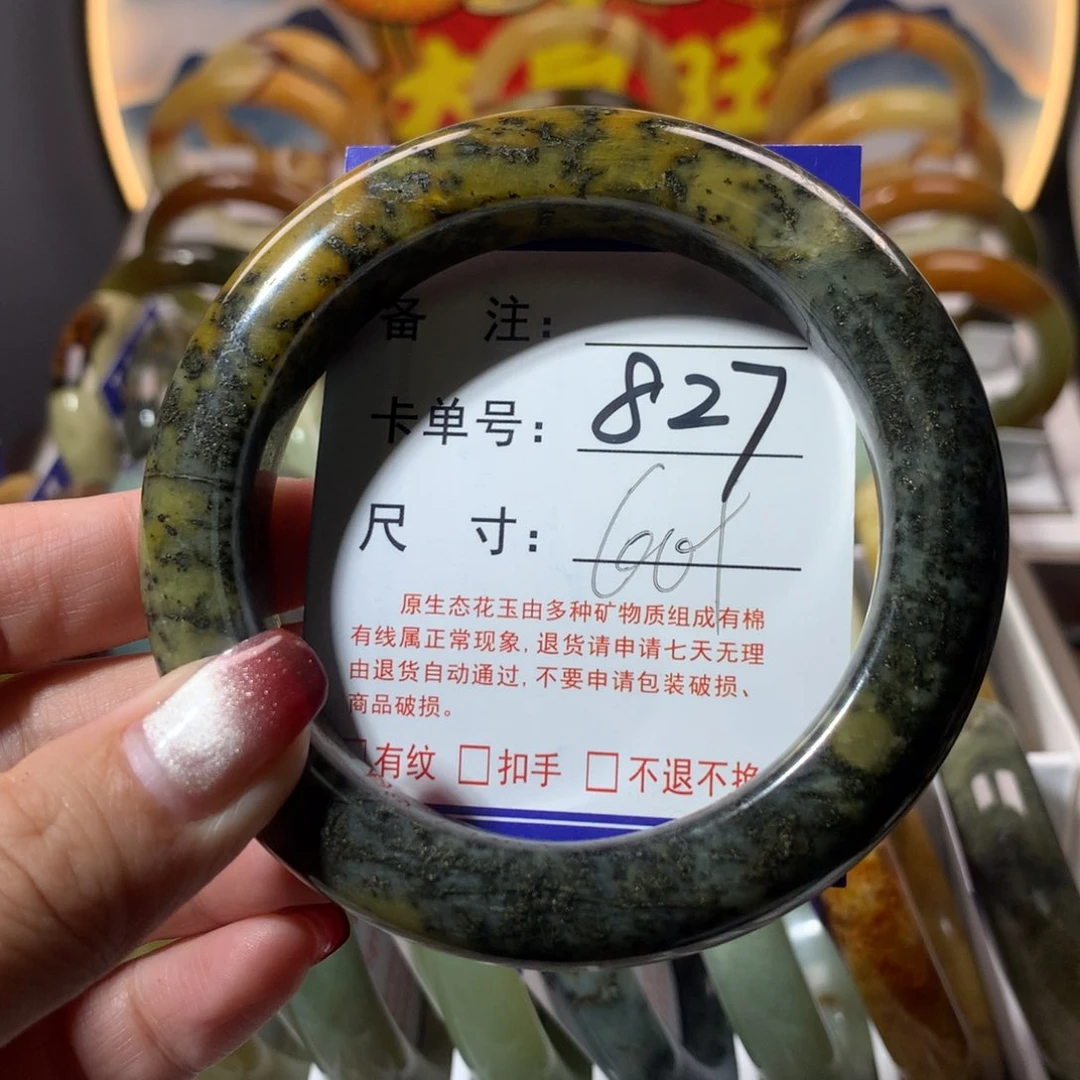 大 旺
备 注：
卡单号：827
尺 寸：601
原生态花玉由多种矿物质组成有棉
有线属正常现象，退货请申请七天无理
由退货自动通过，不要申请包装破损、
商品破损。
□有纹 □扣手 □不退不换